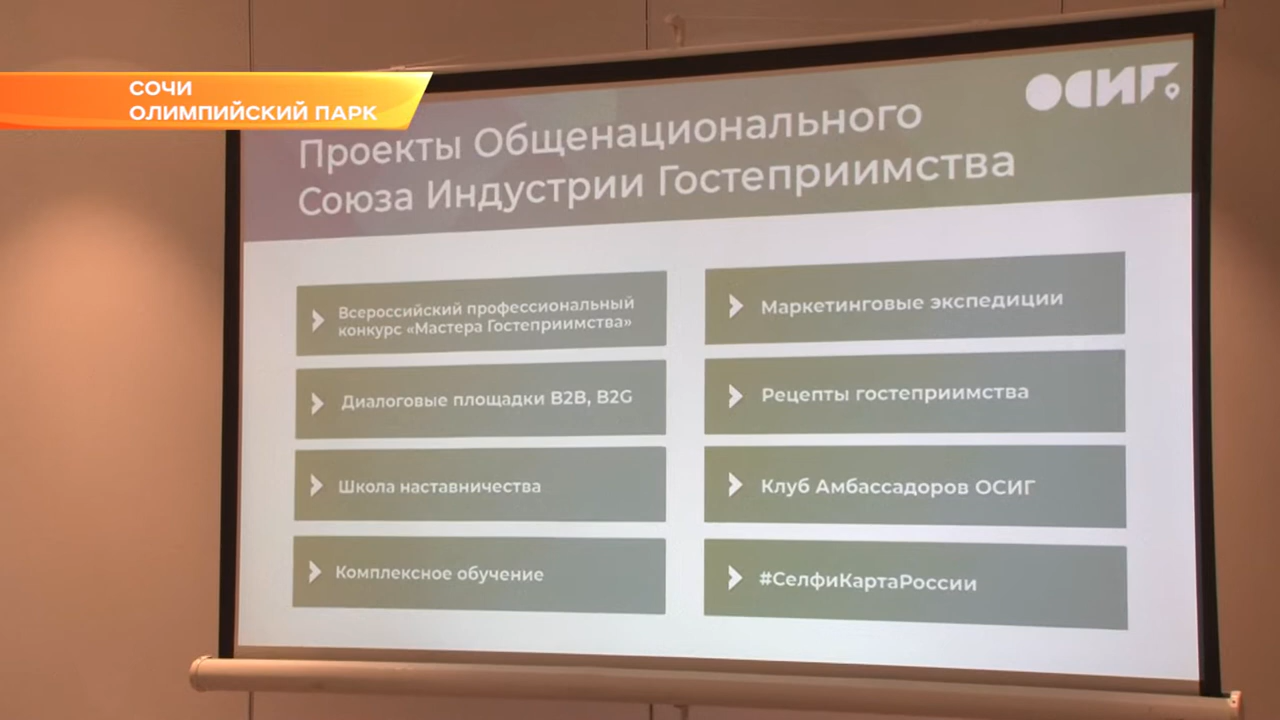 СОЧИ
ОЛИМПИЙСКИЙ ПАРК
ОСИГ
Проекты Общенационального
Союза Индустрии Гостеприимства
Всероссийский профессиональный
конкурс «Мастера Гостеприимства»
Диалоговые площадки B2B, B2G
Школа наставничества
Комплексное обучение
Маркетинговые экспедиции
Рецепты гостеприимства
Клуб Амбассадоров ОСИГ
#СелфиКартаРоссии